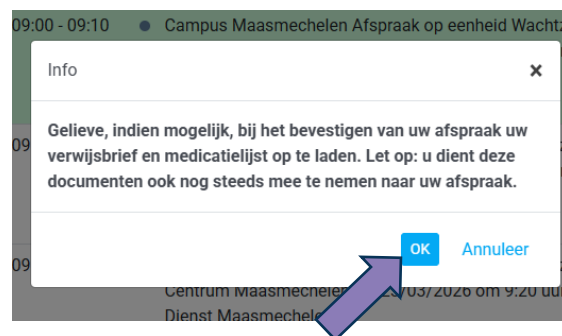 09:00 - 09:10 Campus Maasmechelen Afspraak op eenheid
Info ×
Gelieve, indien mogelijk, bij het bevestigen van uw afspraak uw
verwijsbrief en medicatielijst op te laden. Let op: u dient deze
documenten ook nog steeds mee te nemen naar uw afspraak.
OK Annuleer
Centrum Maasmechelen /03/2026 om 9:20
Dienst